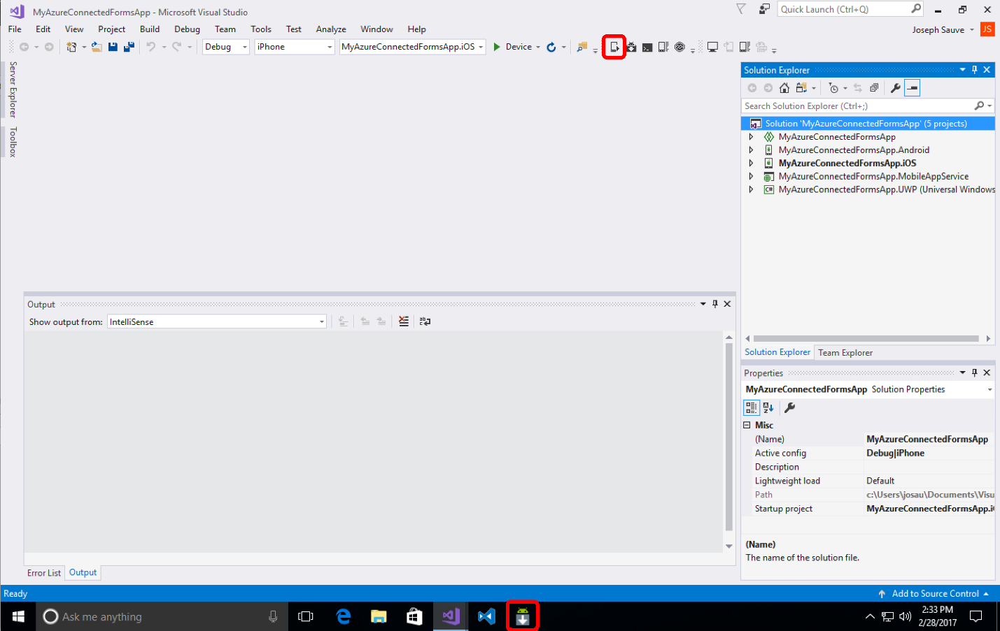 MyAzureConnectedFormsApp - Microsoft Visual Studio
Quick Launch (Ctrl+Q)
File Edit View Project Build Debug Team Tools Test Analyze Window Help
Joseph Sauve JS
Debug iPhone MyAzureConnectedFormsApp.iOS Device
Server Explorer
Toolbox
Solution Explorer
Search Solution Explorer (Ctrl+;)
Solution 'MyAzureConnectedFormsApp' (5 projects)
MyAzureConnectedFormsApp
MyAzureConnectedFormsApp.Android
MyAzureConnectedFormsApp.iOS
MyAzureConnectedFormsApp.MobileAppService
C# MyAzureConnectedFormsApp.UWP (Universal Windows
Solution Explorer Team Explorer
Output
Show output from: IntelliSense
Error List Output
Properties
MyAzureConnectedFormsApp Solution Properties
Misc
(Name) MyAzureConnectedFormsApp
Active config Debug|iPhone
Description
Lightweight load Default
Path c:\Users\josau\Documents\Visu
Startup project MyAzureConnectedFormsApp.i
(Name)
The name of the solution file.
Ready
Add to Source Control
Ask me anything
2:33 PM
2/28/2017